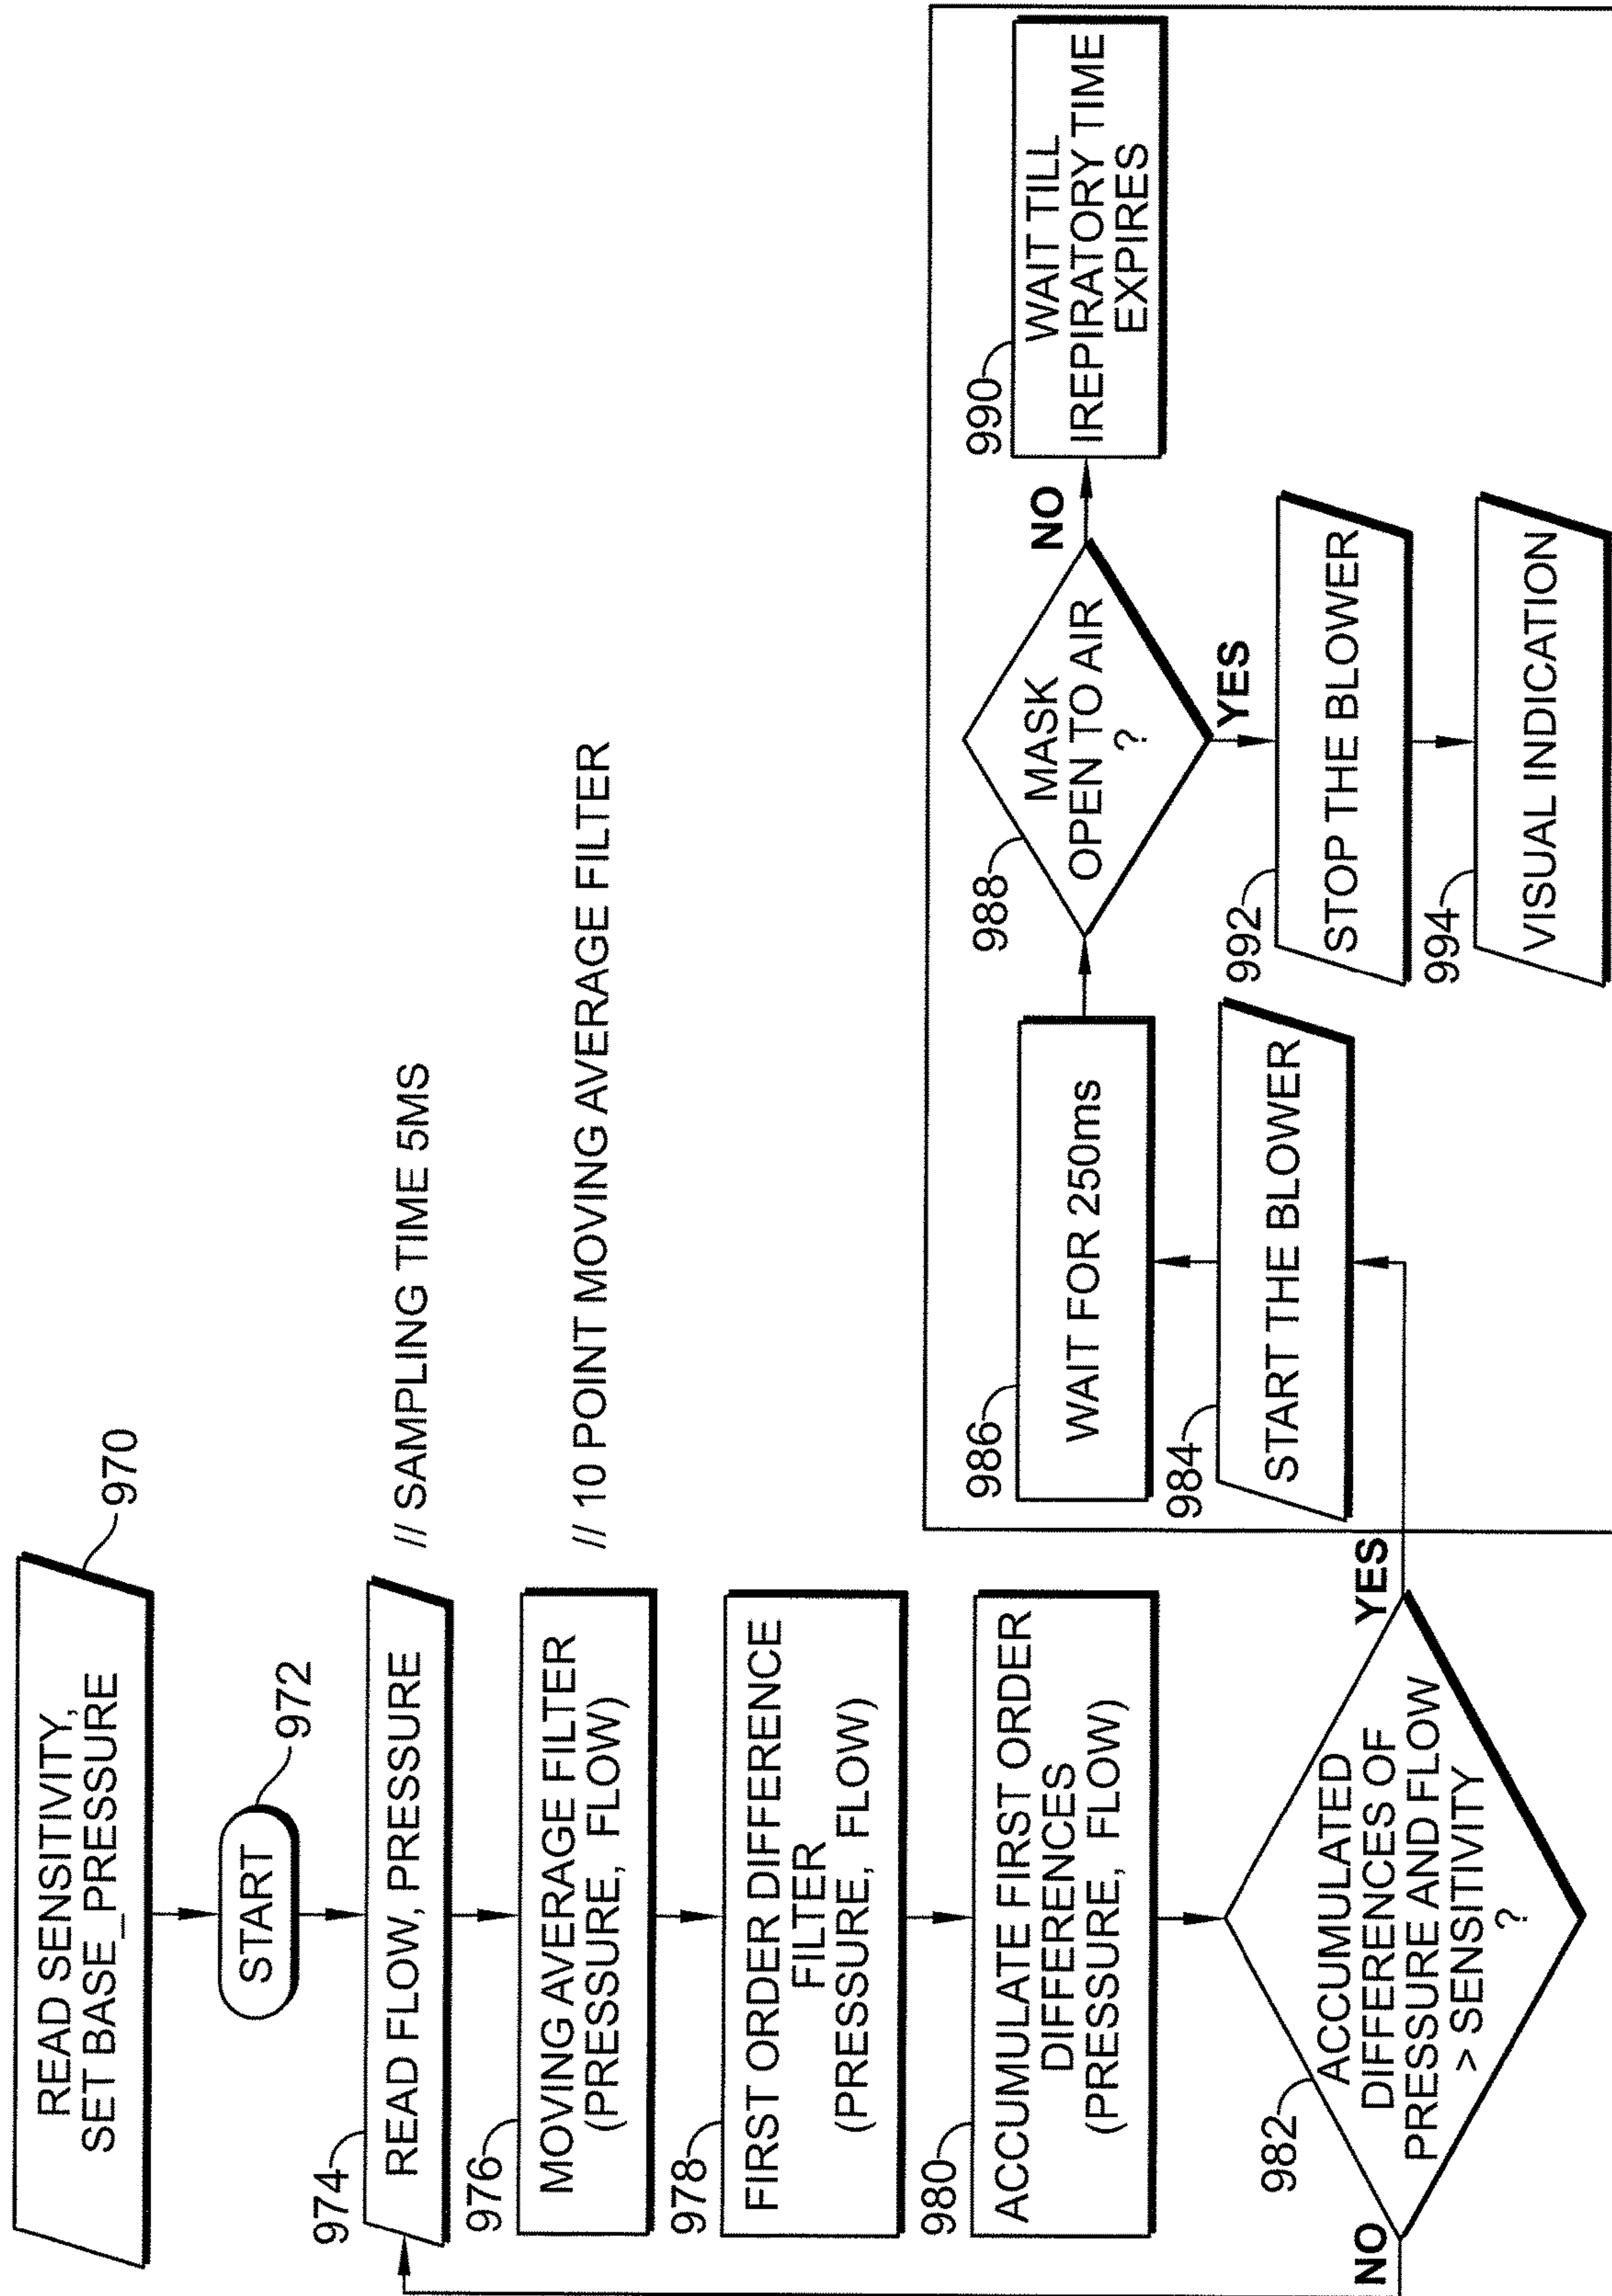 READ SENSITIVITY,
SET BASE_PRESSURE
970
START
972
974
READ FLOW, PRESSURE
// SAMPLING TIME 5MS
976
MOVING AVERAGE FILTER
(PRESSURE, FLOW)
// 10 POINT MOVING AVERAGE FILTER
978
FIRST ORDER DIFFERENCE
FILTER
(PRESSURE, FLOW)
980
ACCUMULATE FIRST ORDER
DIFFERENCES
(PRESSURE, FLOW)
982
ACCUMULATED
DIFFERENCES OF
PRESSURE AND FLOW
> SENSITIVITY
?
NO
YES
984
START THE BLOWER
986
WAIT FOR 250ms
988
MASK
OPEN TO AIR
?
NO
990
WAIT TILL
IREPIRATORY TIME
EXPIRES
YES
992
STOP THE BLOWER
994
VISUAL INDICATION